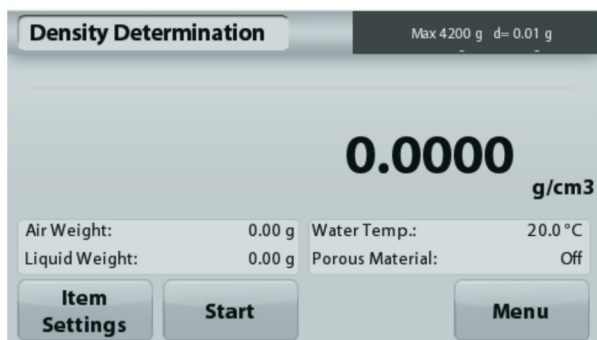 Density Determination
Max 4200 g d= 0.01 g
0.0000
g/cm3
Air Weight: 0.00 g
Liquid Weight: 0.00 g
Water Temp.: 20.0 °C
Porous Material: Off
Item
Settings
Start
Menu